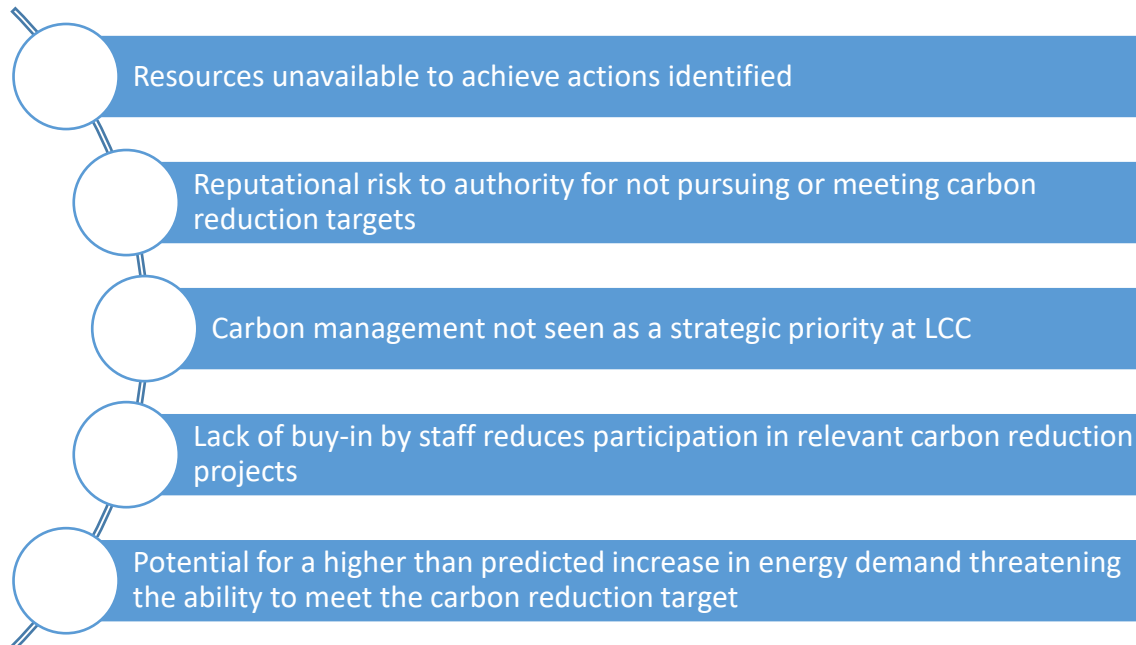 Resources unavailable to achieve actions identified
Reputational risk to authority for not pursuing or meeting carbon
reduction targets
Carbon management not seen as a strategic priority at LCC
Lack of buy-in by staff reduces participation in relevant carbon reduction
projects
Potential for a higher than predicted increase in energy demand threatening
the ability to meet the carbon reduction target